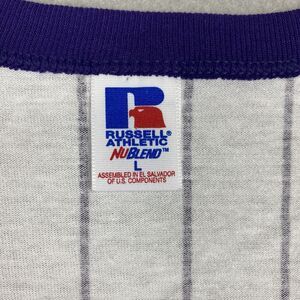 RUSSELL®
ATHLETIC
NUBLEND™
L
ASSEMBLED IN EL SALVADOR
OF U.S. COMPONENTS